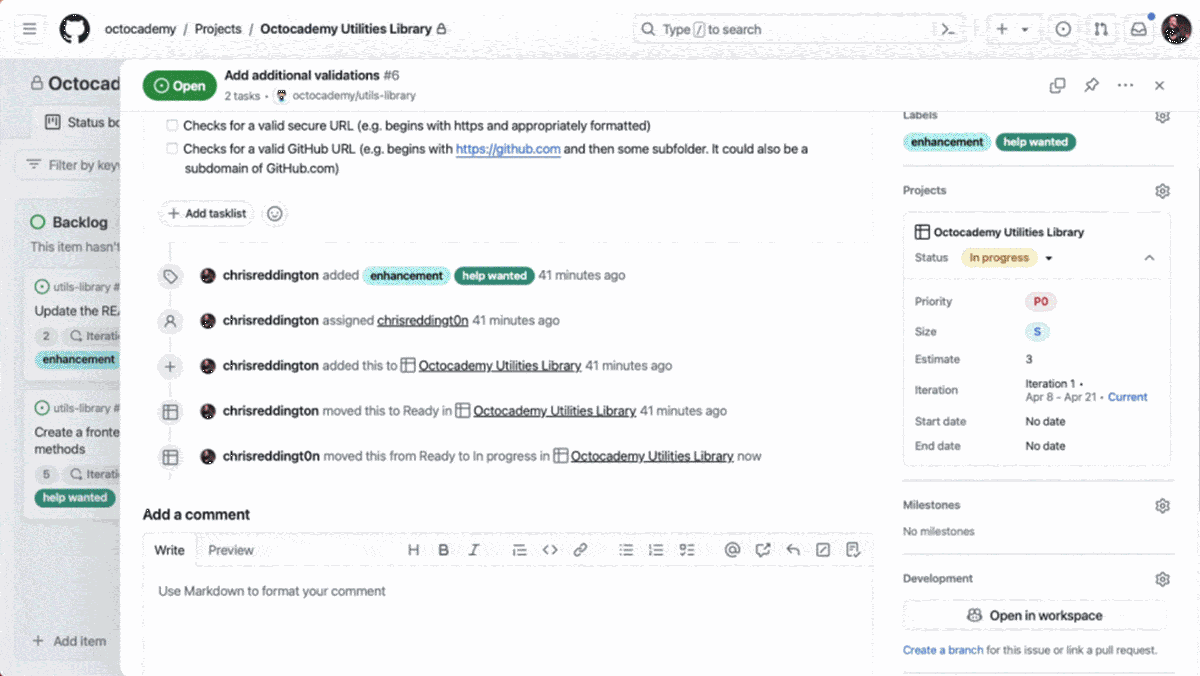 octocademy / Projects / Octocademy Utilities Library
Type / to search
Octocad
Status bo
Filter by keyw
Backlog
This item hasn't
utils-library #
Update the REA
2 Iterati
enhancement
utils-library #
Create a fronte
methods
5 Iterati
help wanted
+ Add item
Open
Add additional validations #6
2 tasks • octocademy/utils-library
Checks for a valid secure URL (e.g. begins with https and appropriately formatted)
Checks for a valid GitHub URL (e.g. begins with https://github.com and then some subfolder. It could also be a
subdomain of GitHub.com)
+ Add tasklist
chrisreddington added enhancement help wanted 41 minutes ago
chrisreddington assigned chrisreddingt0n 41 minutes ago
chrisreddington added this to Octocademy Utilities Library 41 minutes ago
chrisreddington moved this to Ready in Octocademy Utilities Library 41 minutes ago
chrisreddingt0n moved this from Ready to In progress in Octocademy Utilities Library now
Add a comment
Write Preview H B I
Use Markdown to format your comment
Labels
enhancement help wanted
Projects
Octocademy Utilities Library
Status In progress
Priority P0
Size S
Estimate 3
Iteration Iteration 1 •
Apr 8 - Apr 21 • Current
Start date No date
End date No date
Milestones
No milestones
Development
Open in workspace
Create a branch for this issue or link a pull request.